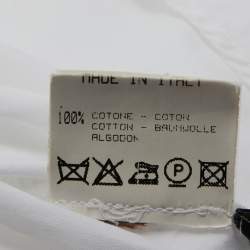 MADE IN ITALY
100% COTONE - COTON
COTTON - BAUMWOLLE
ALGODON
P